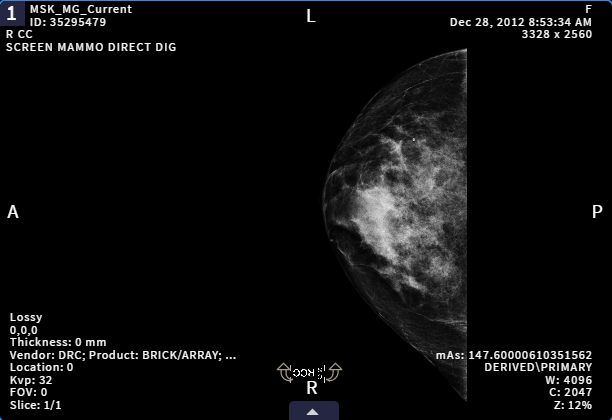 1
MSK_MG_Current
ID: 35295479
R CC
SCREEN MAMMO DIRECT DIG
L
F
Dec 28, 2012 8:53:34 AM
3328 x 2560
A
P
Lossy
0,0,0
Thickness: 0 mm
Vendor: DRC; Product: BRICK/ARRAY; ...
Location: 0
Kvp: 32
FOV: 0
Slice: 1/1
R
mAs: 147.60000610351562
DERIVED\PRIMARY
W: 4096
C: 2047
Z: 12%